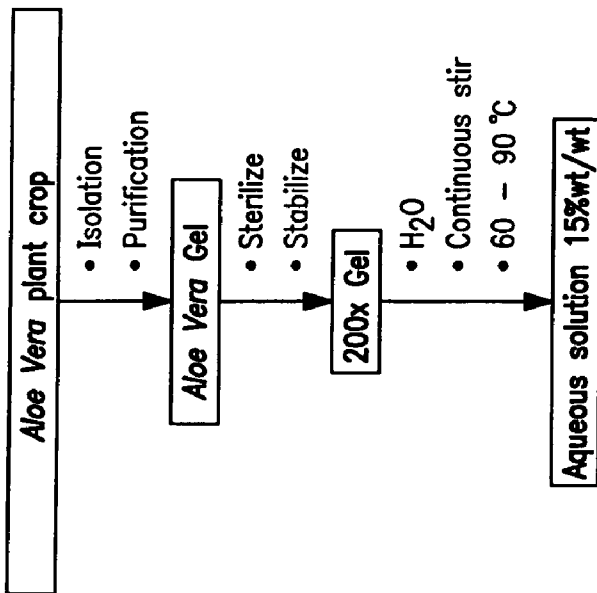 Aloe Vera plant crop
• Isolation
• Purification
Aloe Vera Gel
• Sterilize
• Stabilize
200x Gel
• H₂O
• Continuous stir
• 60 – 90 °C
Aqueous solution 15%wt/wt